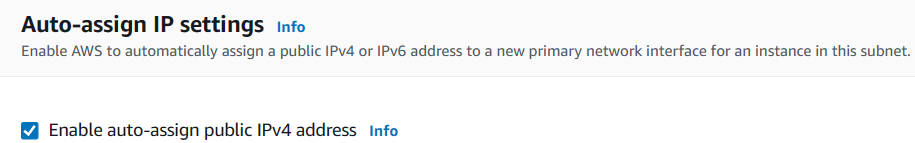 Auto-assign IP settings Info
Enable AWS to automatically assign a public IPv4 or IPv6 address to a new primary network interface for an instance in this subnet.
Enable auto-assign public IPv4 address Info